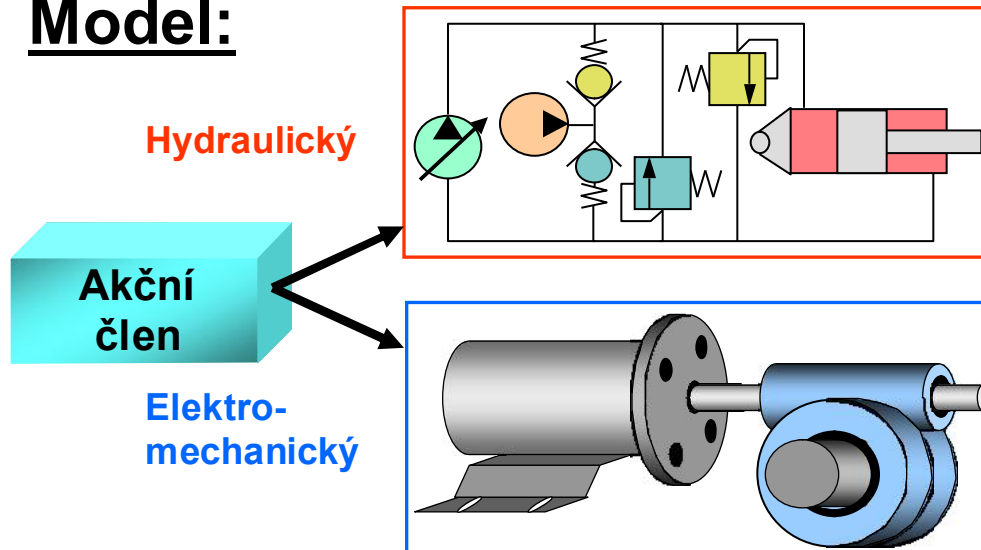 Model:
Hydraulický
Akční
člen
Elektro-
mechanický